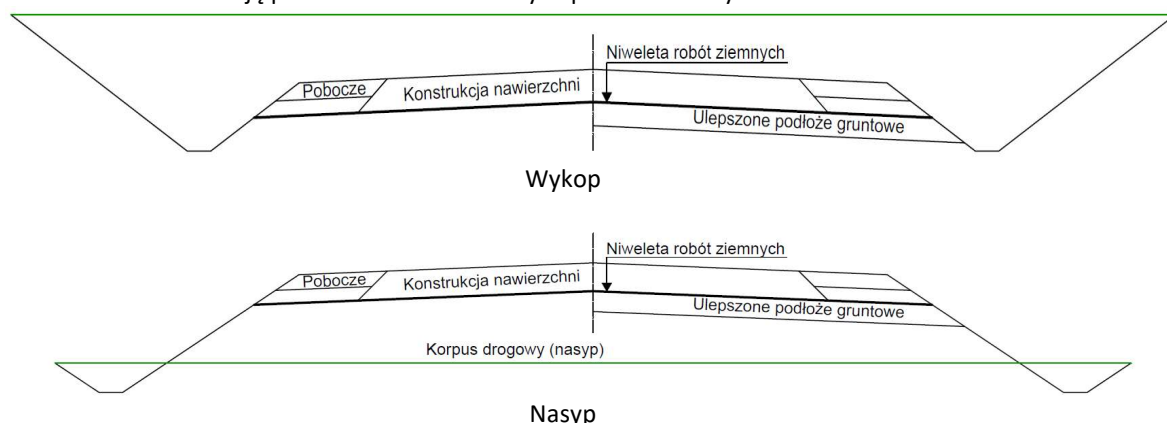 Niweleta robót ziemnych
Pobocze
Konstrukcja nawierzchni
Ulepszone podłoże gruntowe
Wykop
Niweleta robót ziemnych
Pobocze
Konstrukcja nawierzchni
Ulepszone podłoże gruntowe
Korpus drogowy (nasyp)
Nasyp